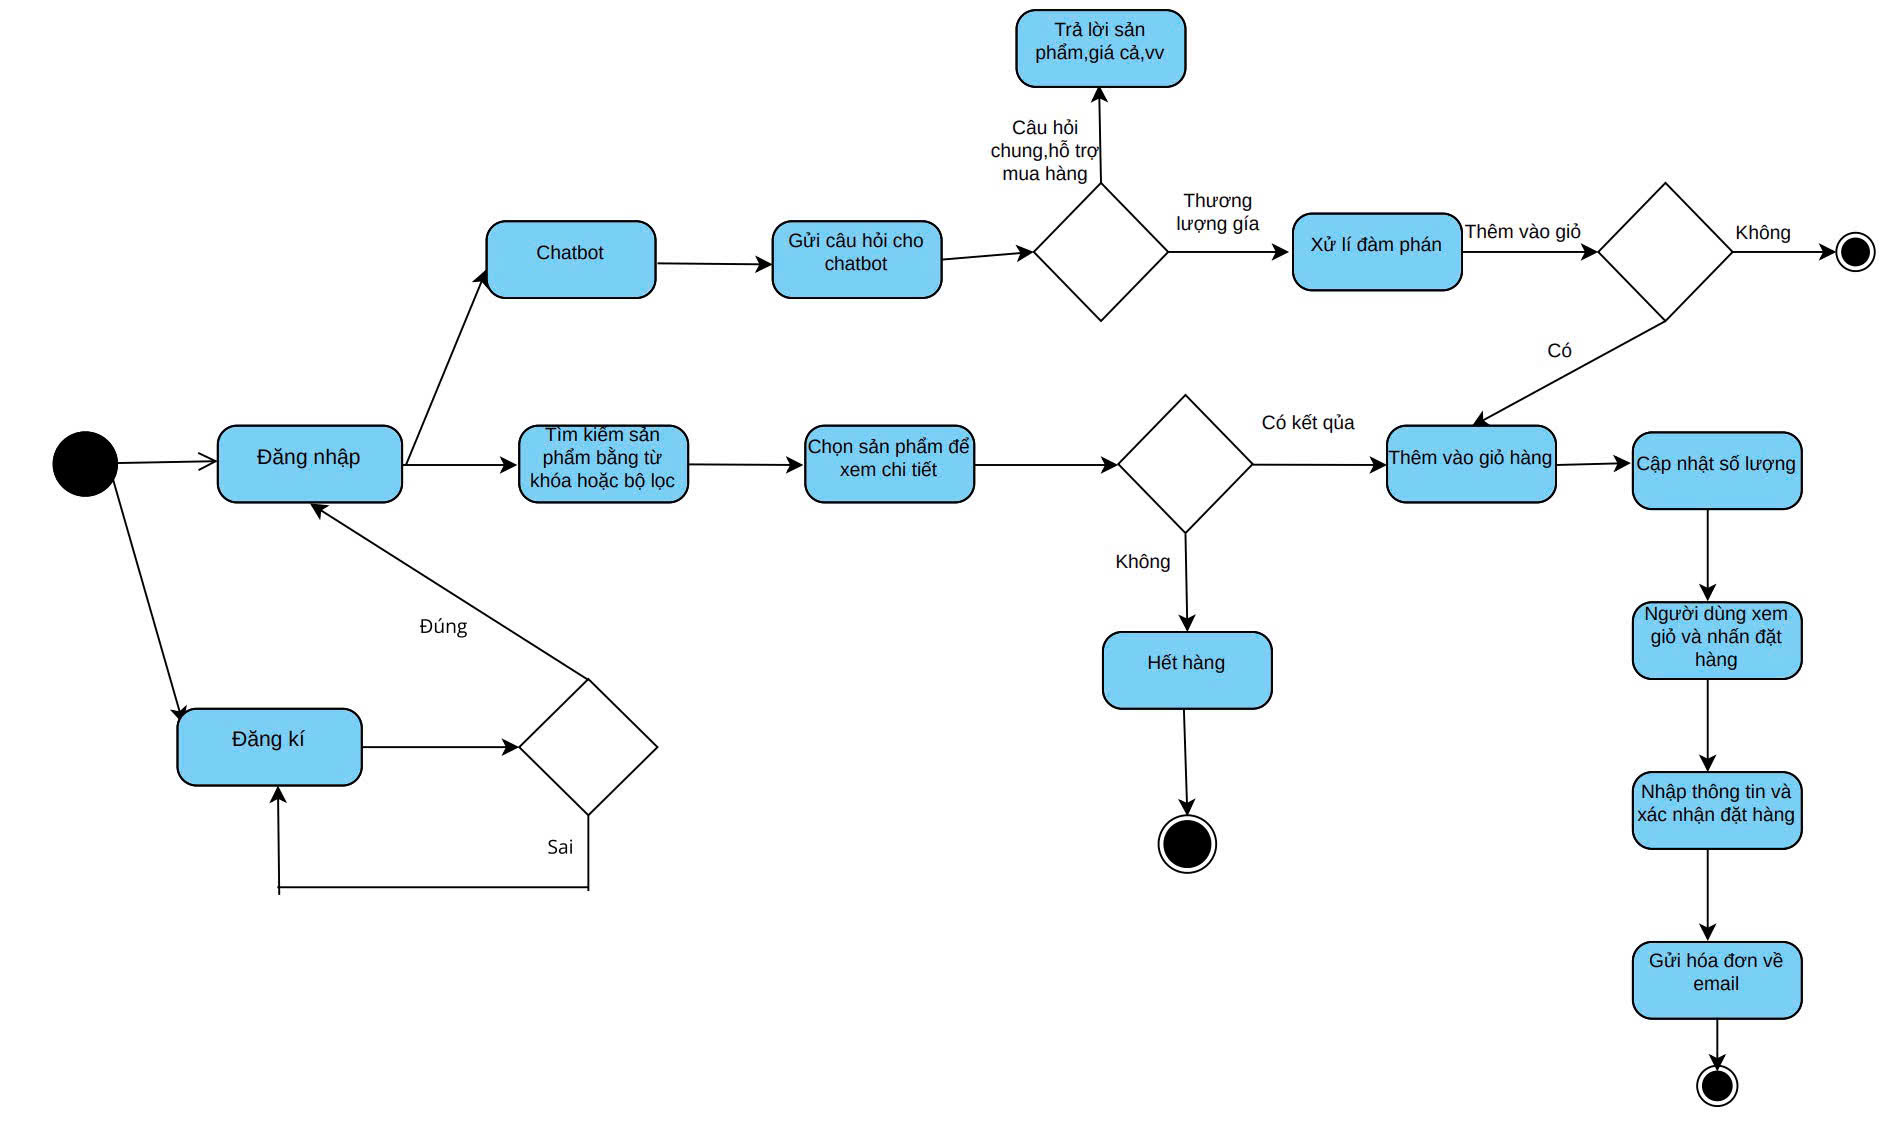 Trả lời sản
phẩm,giá cả,vv
Câu hỏi
chung,hỗ trợ
mua hàng
Thương
lượng gía
Chatbot
Gửi câu hỏi cho
chatbot
Xử lí đàm phán
Thêm vào giỏ
Không
Có
Đăng nhập
Tìm kiếm sản
phẩm bằng từ
khóa hoặc bộ lọc
Chọn sản phẩm để
xem chi tiết
Có kết qủa
Thêm vào giỏ hàng
Cập nhật số lượng
Không
Đúng
Người dùng xem
giỏ và nhấn đặt
hàng
Hết hàng
Đăng kí
Nhập thông tin và
xác nhận đặt hàng
Sai
Gửi hóa đơn về
email